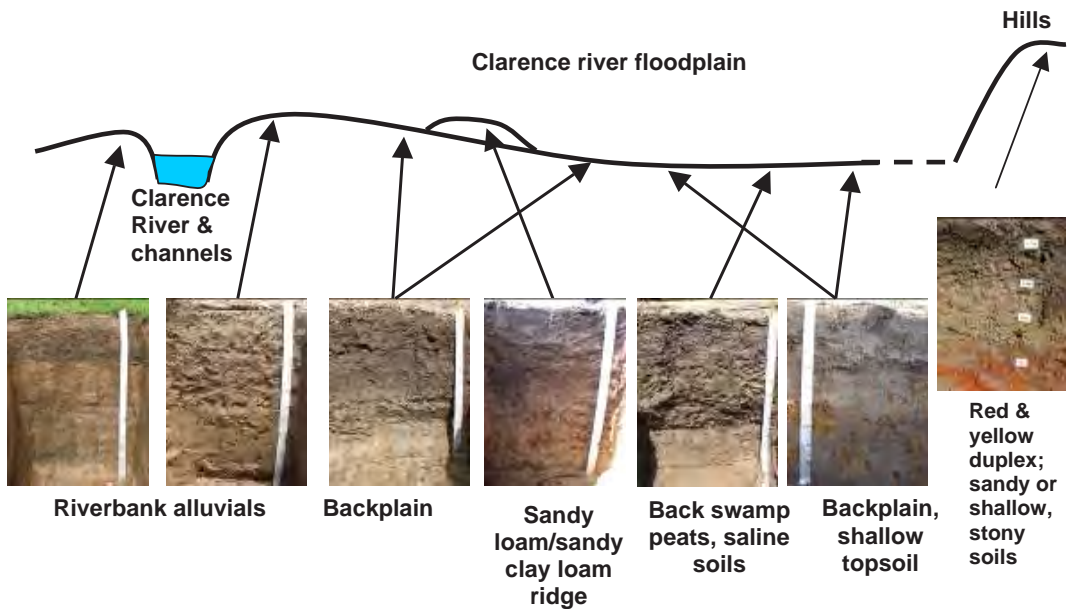 Hills
Clarence river floodplain
Clarence
River &
channels
Riverbank alluvials
Backplain
Sandy
loam/sandy
clay loam
ridge
Back swamp
peats, saline
soils
Backplain,
shallow
topsoil
Red &
yellow
duplex;
sandy or
shallow,
stony
soils